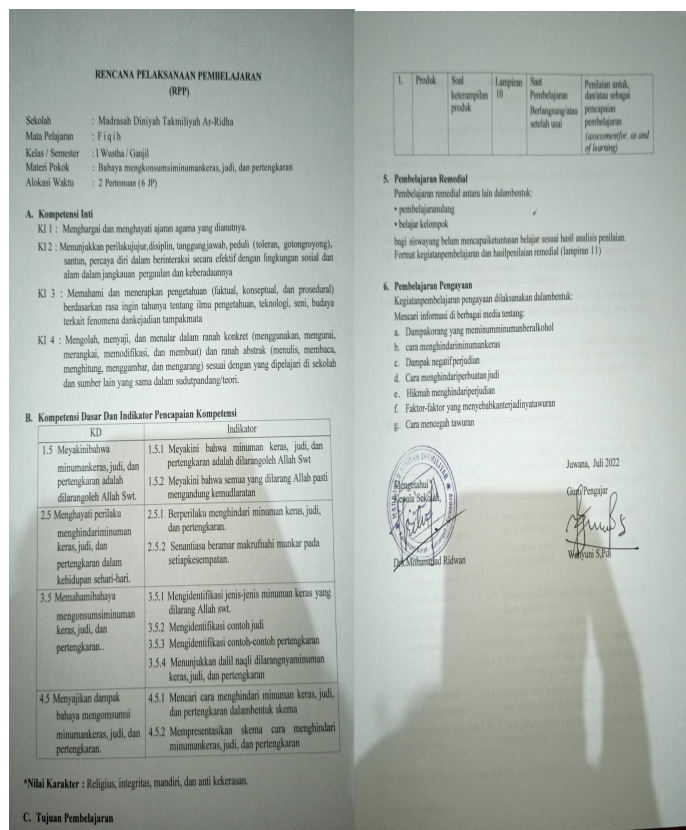 RENCANA PELAKSANAAN PEMBELAJARAN
(RPP)
Sekolah : Madrasah Diniyah Takmiliyah Ar-Ridha
Mata Pelajaran : F i q i h
Kelas / Semester : I Wustha / Ganjil
Materi Pokok : Bahaya mengkonsumsiminumankeras, judi, dan pertengkaran
Alokasi Waktu : 2 Pertemuan (6 JP)
A. Kompetensi Inti
KI 1 : Menghargai dan menghayati ajaran agama yang dianutnya.
KI 2 : Menunjukkan perilakujujur,disiplin, tanggungjawab, peduli (toleran, gotongroyong),
santun, percaya diri dalam berinteraksi secara efektif dengan lingkungan sosial dan
alam dalam jangkauan pergaulan dan keberadaannya
KI 3 : Memahami dan menerapkan pengetahuan (faktual, konseptual, dan prosedural)
berdasarkan rasa ingin tahunya tentang ilmu pengetahuan, teknologi, seni, budaya
terkait fenomena dankejadian tampakmata
KI 4 : Mengolah, menyaji, dan menalar dalam ranah konkret (menggunakan, mengurai,
merangkai, memodifikasi, dan membuat) dan ranah abstrak (menulis, membaca,
menghitung, menggambar, dan mengarang) sesuai dengan yang dipelajari di sekolah
dan sumber lain yang sama dalam sudutpandang/teori.
B. Kompetensi Dasar Dan Indikator Pencapaian Kompetensi
KD Indikator
1.5 Meyakinibahwa
minumankeras, judi, dan
pertengkaran adalah
dilarangoleh Allah Swt.
1.5.1 Meyakini bahwa minuman keras, judi, dan
pertengkaran adalah dilarangoleh Allah Swt
1.5.2 Meyakini bahwa semua yang dilarang Allah pasti
mengandung kemudlaratan
2.5 Menghayati perilaku
menghindariminuman
keras, judi, dan
pertengkaran dalam
kehidupan sehari-hari.
2.5.1 Berperilaku menghindari minuman keras, judi,
dan pertengkaran.
2.5.2 Senantiasa beramar makrufnahi munkar pada
setiapkesempatan.
3.5 Memahamibahaya
mengonsumsiminuman
keras, judi, dan
pertengkaran..
3.5.1 Mengidentifikasi jenis-jenis minuman keras yang
dilarang Allah swt.
3.5.2 Mengidentifikasi contoh judi
3.5.3 Mengidentifikasi contoh-contoh pertengkaran
3.5.4 Menunjukkan dalil naqli dilarangnyaminuman
keras, judi, dan pertengkaran
4.5 Menyajikan dampak
bahaya mengomsumsi
minumankeras, judi, dan
pertengkaran.
4.5.1 Mencari cara menghindari minuman keras, judi,
dan pertengkaran dalambentuk skema
4.5.2 Mempresentasikan skema cara menghindari
minumankeras, judi, dan pertengkaran
*Nilai Karakter : Religius, integritas, mandiri, dan anti kekerasan.
C. Tujuan Pembelajaran
1. Produk
Soal
keterampilan
produk
Lampiran
10
Saat
Pembelajaran
Berlangsung/atau
setelah usai
Penilaian untuk,
dan/atau sebagai
pencapaian
pembelajaran
(assessmentfor, as and
of learning)
5. Pembelajaran Remedial
Pembelajaran remedial antara lain dalambentuk:
• pembelajaranulang
• belajar kelompok
bagi siswayang belum mencapaiketuntasan belajar sesuai hasil analisis penilaian.
Format kegiatanpembelajaran dan hasilpenilaian remedial (lampiran 11)
6. Pembelajaran Pengayaan
Kegiatanpembelajaran pengayaan dilaksanakan dalambentuk:
Mencari informasi di berbagai media tentang:
a. Dampakorang yang meminumminumanberalkohol
b. cara menghindariminumankeras
c. Dampak negatifperjudian
d. Cara menghindariperbuatan judi
e. Hikmah menghindariperjudian
f. Faktor-faktor yang menyebabkanterjadinyatawuran
g. Cara mencegah tawuran
Juwana, Juli 2022
Mengetahui
Kepala Sekolah,
Guru Pengajar
Drs.Mohammad Ridwan
Wahyuni S.Pd